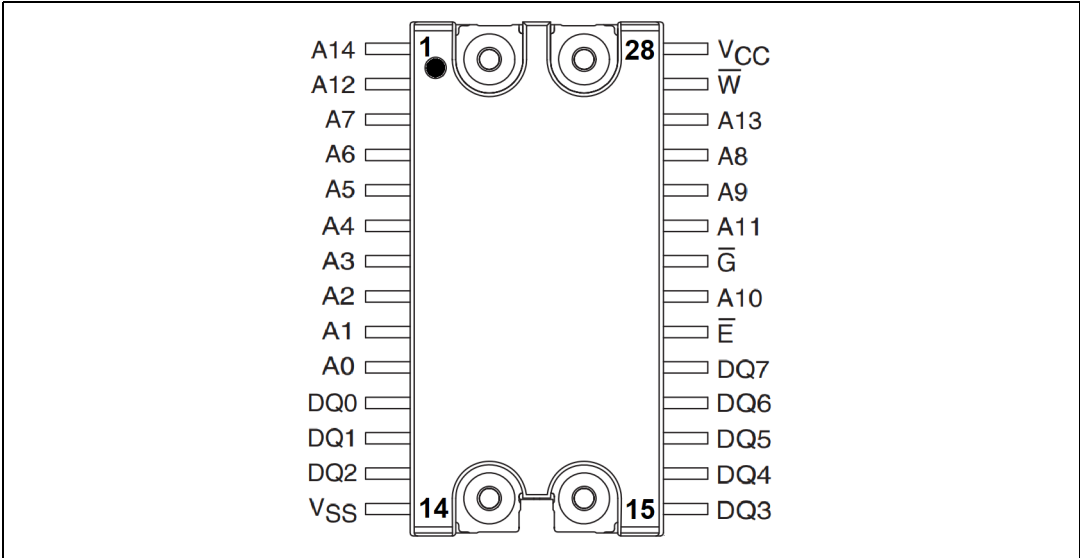 A14 1 28 VCC
A12 W̅
A7 A13
A6 A8
A5 A9
A4 A11
A3 G̅
A2 A10
A1 E̅
A0 DQ7
DQ0 DQ6
DQ1 DQ5
DQ2 DQ4
VSS 14 15 DQ3